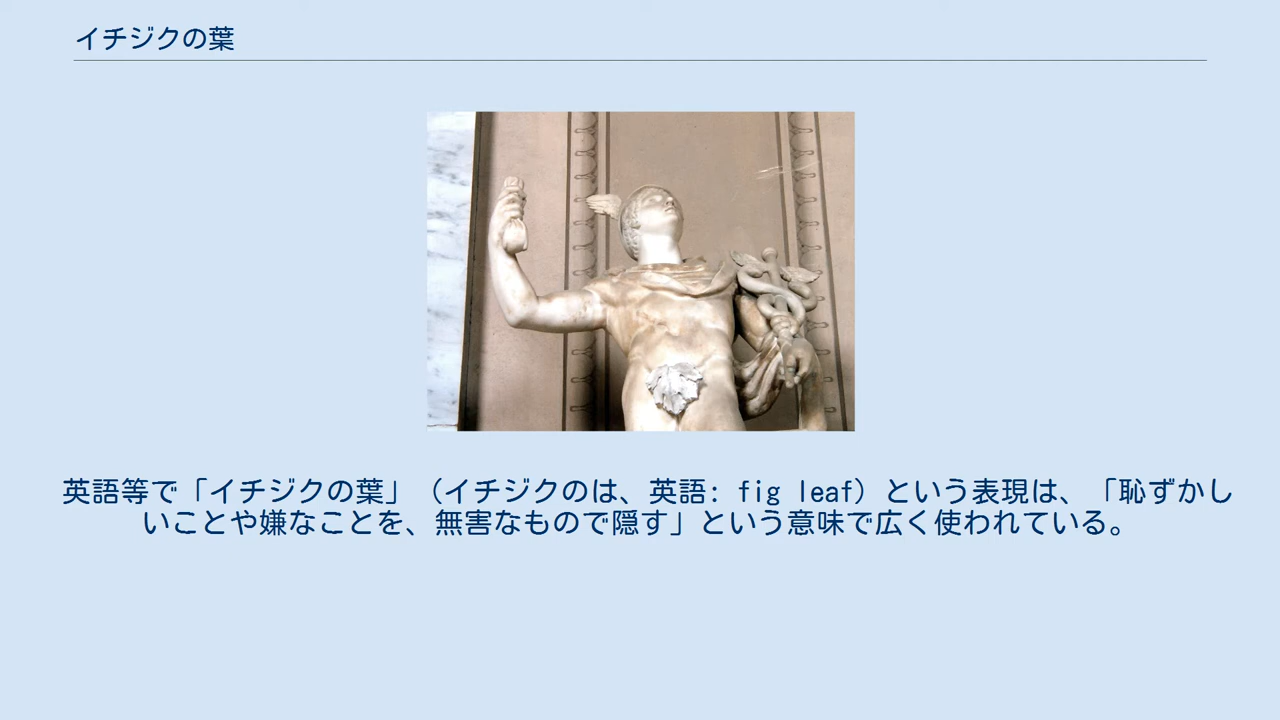 イチジクの葉
英語等で「イチジクの葉」（イチジクのは、英語: fig leaf）という表現は、「恥ずかし
いことや嫌なことを、無害なもので隠す」という意味で広く使われている。